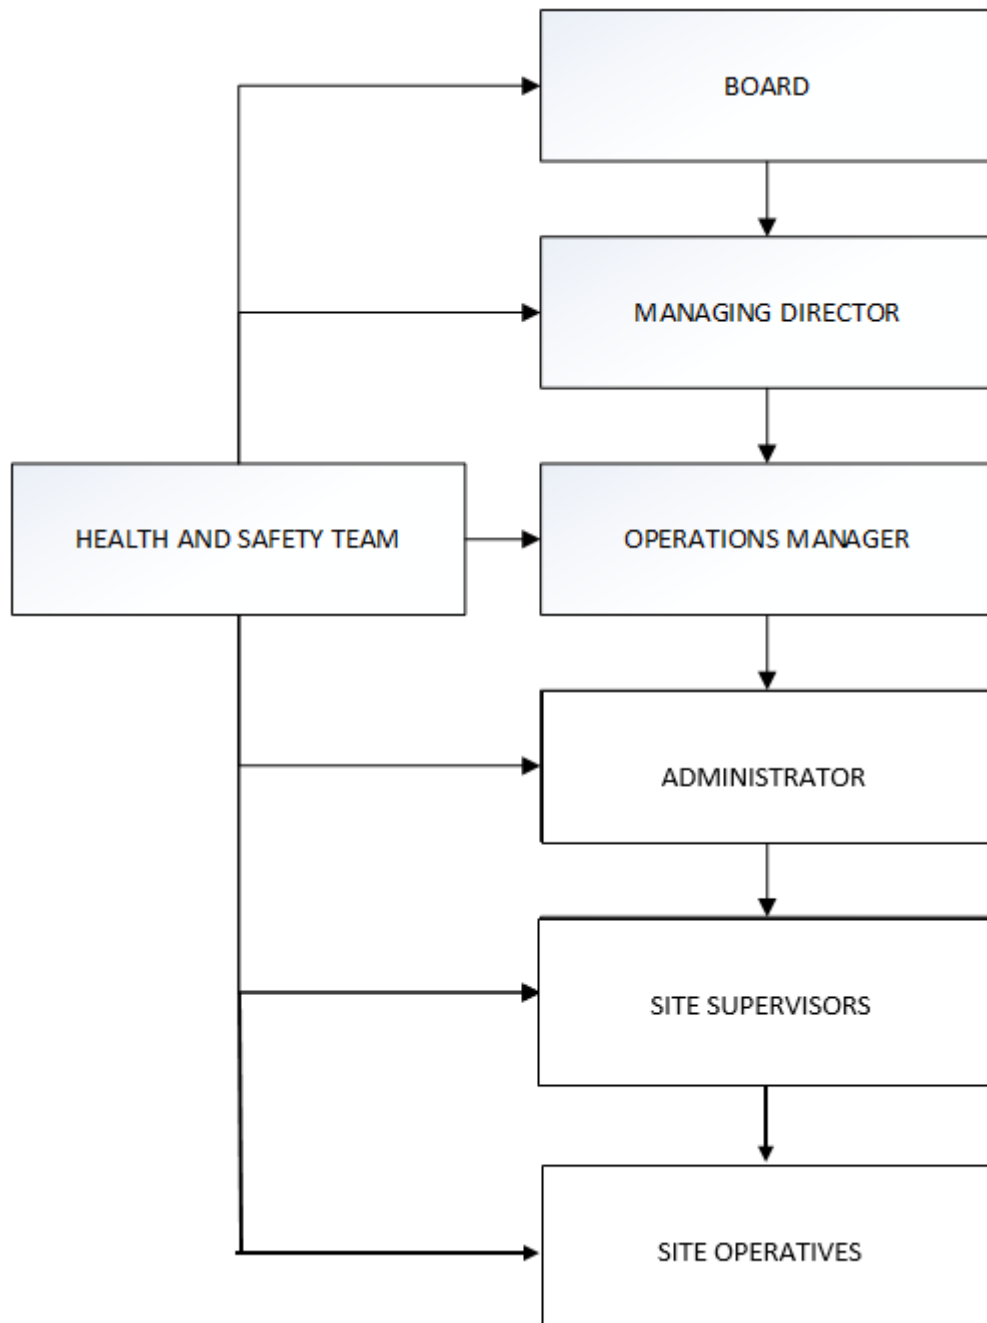 BOARD
MANAGING DIRECTOR
HEALTH AND SAFETY TEAM
OPERATIONS MANAGER
ADMINISTRATOR
SITE SUPERVISORS
SITE OPERATIVES